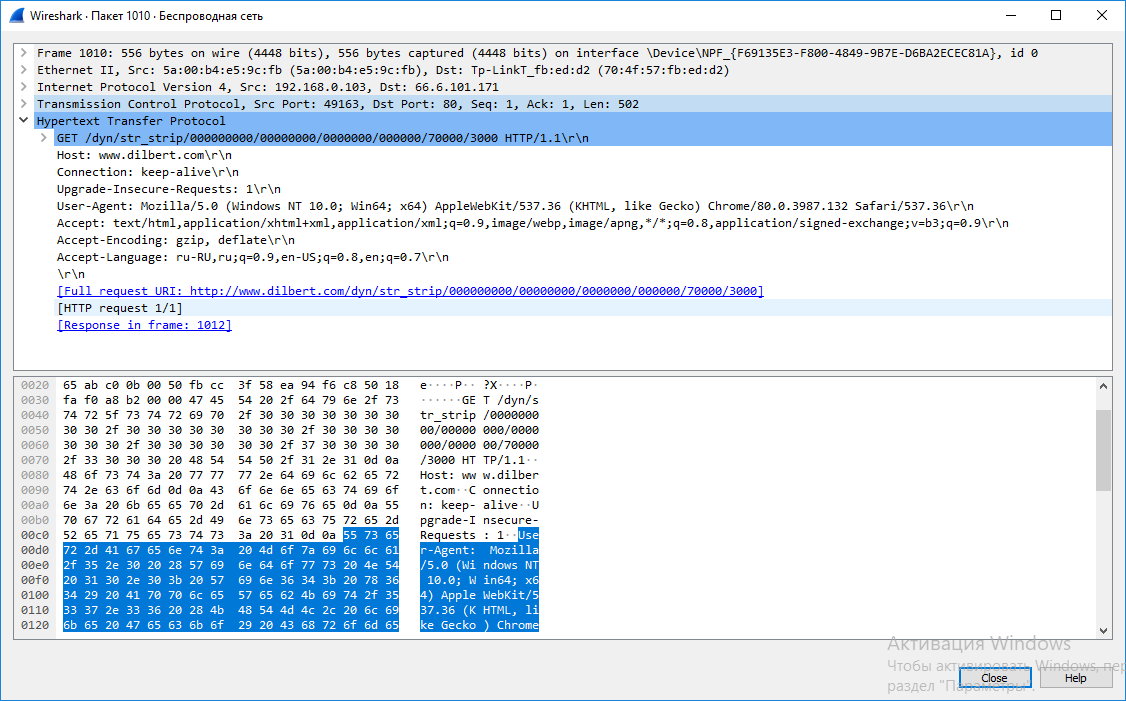 Wireshark · Пакет 1010 · Беспроводная сеть
Frame 1010: 556 bytes on wire (4448 bits), 556 bytes captured (4448 bits) on interface \Device\NPF_{F69135E3-F800-4849-9B7E-D6BA2ECEC81A}, id 0
Ethernet II, Src: 5a:00:b4:e5:9c:fb (5a:00:b4:e5:9c:fb), Dst: Tp-LinkT_fb:ed:d2 (70:4f:57:fb:ed:d2)
Internet Protocol Version 4, Src: 192.168.0.103, Dst: 66.6.101.171
Transmission Control Protocol, Src Port: 49163, Dst Port: 80, Seq: 1, Ack: 1, Len: 502
Hypertext Transfer Protocol
GET /dyn/str_strip/000000000/00000000/0000000/000000/70000/3000 HTTP/1.1\r\n
Host: www.dilbert.com\r\n
Connection: keep-alive\r\n
Upgrade-Insecure-Requests: 1\r\n
User-Agent: Mozilla/5.0 (Windows NT 10.0; Win64; x64) AppleWebKit/537.36 (KHTML, like Gecko) Chrome/80.0.3987.132 Safari/537.36\r\n
Accept: text/html,application/xhtml+xml,application/xml;q=0.9,image/webp,image/apng,*/*;q=0.8,application/signed-exchange;v=b3;q=0.9\r\n
Accept-Encoding: gzip, deflate\r\n
Accept-Language: ru-RU,ru;q=0.9,en-US;q=0.8,en;q=0.7\r\n
\r\n
[Full request URI: http://www.dilbert.com/dyn/str_strip/000000000/00000000/0000000/000000/70000/3000]
[HTTP request 1/1]
[Response in frame: 1012]
0020 65 ab c0 0b 00 50 fb cc 3f 58 ea 94 f6 c8 50 18 e····P·· ?X····P·
0030 fa f0 a8 b2 00 00 47 45 54 20 2f 64 79 6e 2f 73 ······GE T /dyn/s
0040 74 72 5f 73 74 72 69 70 2f 30 30 30 30 30 30 30 tr_strip /0000000
0050 30 30 2f 30 30 30 30 30 30 30 30 2f 30 30 30 30 00/00000 000/0000
0060 30 30 30 2f 30 30 30 30 30 30 2f 37 30 30 30 30 000/0000 00/70000
0070 2f 33 30 30 30 20 48 54 54 50 2f 31 2e 31 0d 0a /3000 HT TP/1.1··
0080 48 6f 73 74 3a 20 77 77 77 2e 64 69 6c 62 65 72 Host: ww w.dilber
0090 74 2e 63 6f 6d 0d 0a 43 6f 6e 6e 65 63 74 69 6f t.com··C onnectio
00a0 6e 3a 20 6b 65 65 70 2d 61 6c 69 76 65 0d 0a 55 n: keep- alive··U
00b0 70 67 72 61 64 65 2d 49 6e 73 65 63 75 72 65 2d pgrade-I nsecure-
00c0 52 65 71 75 65 73 74 73 3a 20 31 0d 0a 55 73 65 Requests : 1··Use
00d0 72 2d 41 67 65 6e 74 3a 20 4d 6f 7a 69 6c 6c 61 r-Agent: Mozilla
00e0 2f 35 2e 30 20 28 57 69 6e 64 6f 77 73 20 4e 54 /5.0 (Wi ndows NT
00f0 20 31 30 2e 30 3b 20 57 69 6e 36 34 3b 20 78 36 10.0; W in64; x6
0100 34 29 20 41 70 70 6c 65 57 65 62 4b 69 74 2f 35 4) Apple WebKit/5
0110 33 37 2e 33 36 20 28 4b 48 54 4d 4c 2c 20 6c 69 37.36 (K HTML, li
0120 6b 65 20 47 65 63 6b 6f 29 20 43 68 72 6f 6d 65 ke Gecko ) Chrome
Активация Windows
Чтобы активировать Windows, пер
раздел "Параметры".
Close
Help